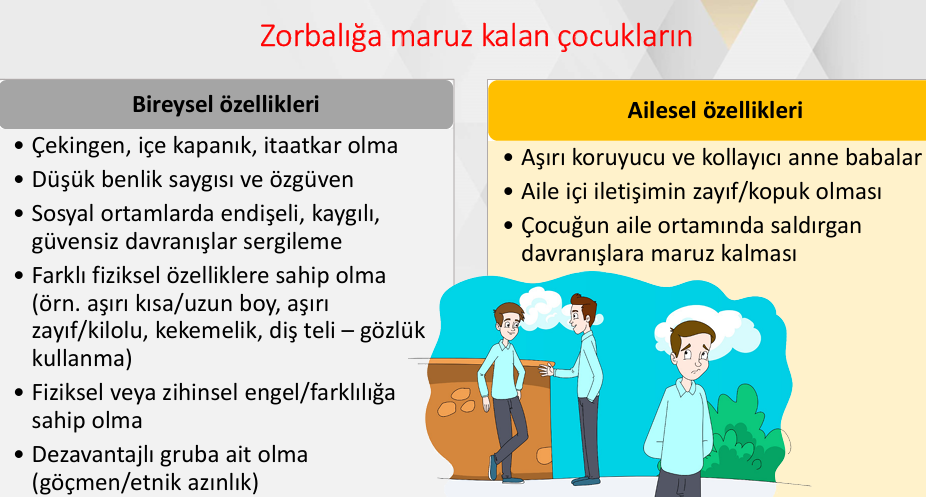 Zorbalığa maruz kalan çocukların
Bireysel özellikleri
• Çekingen, içe kapanık, itaatkar olma
• Düşük benlik saygısı ve özgüven
• Sosyal ortamlarda endişeli, kaygılı,
güvensiz davranışlar sergileme
• Farklı fiziksel özelliklere sahip olma
(örn. aşırı kısa/uzun boy, aşırı
zayıf/kilolu, kekemelik, diş teli – gözlük
kullanma)
• Fiziksel veya zihinsel engel/farklılığa
sahip olma
• Dezavantajlı gruba ait olma
(göçmen/etnik azınlık)
Ailesel özellikleri
• Aşırı koruyucu ve kollayıcı anne babalar
• Aile içi iletişimin zayıf/kopuk olması
• Çocuğun aile ortamında saldırgan
davranışlara maruz kalması